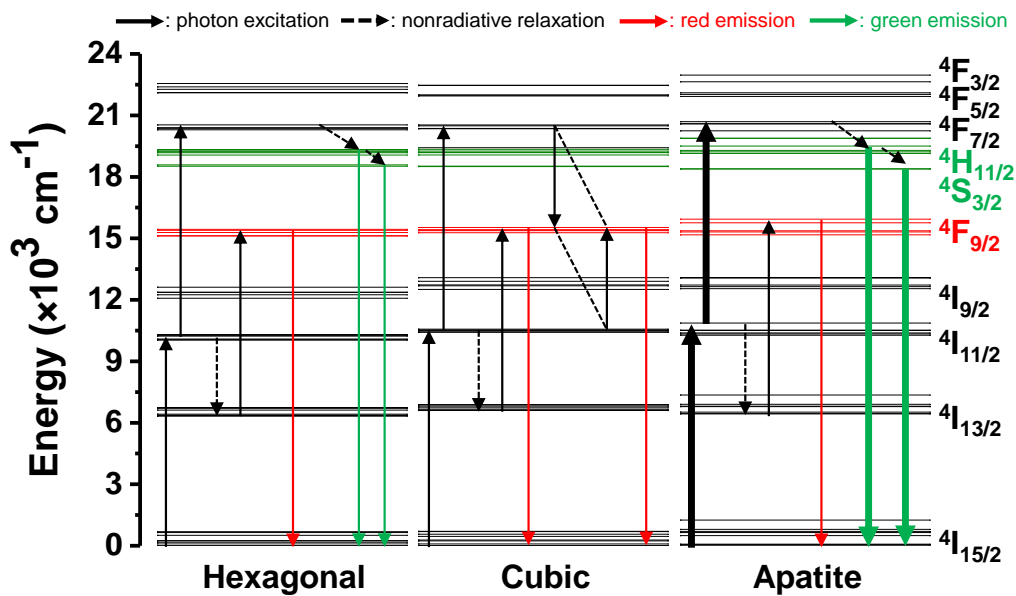 : photon excitation : nonradiative relaxation : red emission : green emission
Energy (×10³ cm⁻¹)
24
21
18
15
12
9
6
3
0
⁴F₃/₂
⁴F₅/₂
⁴F₇/₂
⁴H₁₁/₂
⁴S₃/₂
⁴F₉/₂
⁴I₉/₂
⁴I₁₁/₂
⁴I₁₃/₂
⁴I₁₅/₂
Hexagonal Cubic Apatite